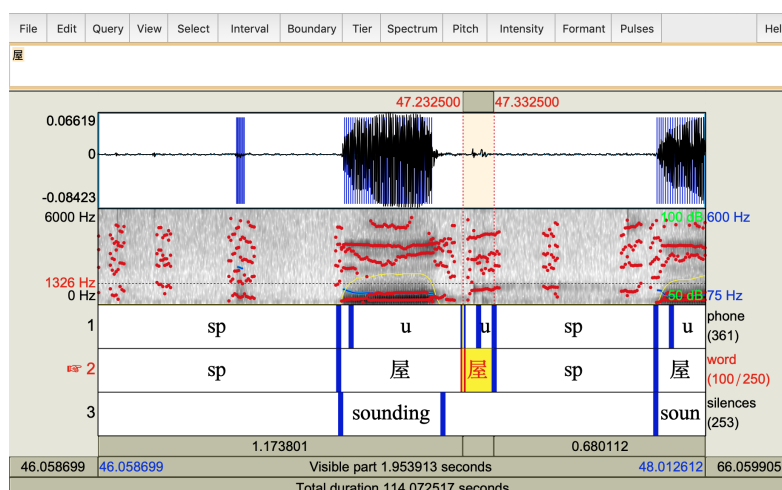 File Edit Query View Select Interval Boundary Tier Spectrum Pitch Intensity Formant Pulses Hel
屋
47.232500 47.332500
0.06619
0
-0.08423
6000 Hz 100 dB 600 Hz
1326 Hz
0 Hz 50 dB 75 Hz
1 sp u u sp u phone
(361)
☞ 2 sp 屋 屋 sp 屋 word
(100/250)
3 sounding soun silences
(253)
1.173801 0.680112
46.058699 46.058699 Visible part 1.953913 seconds 48.012612 66.059905
Total duration 114.072517 seconds